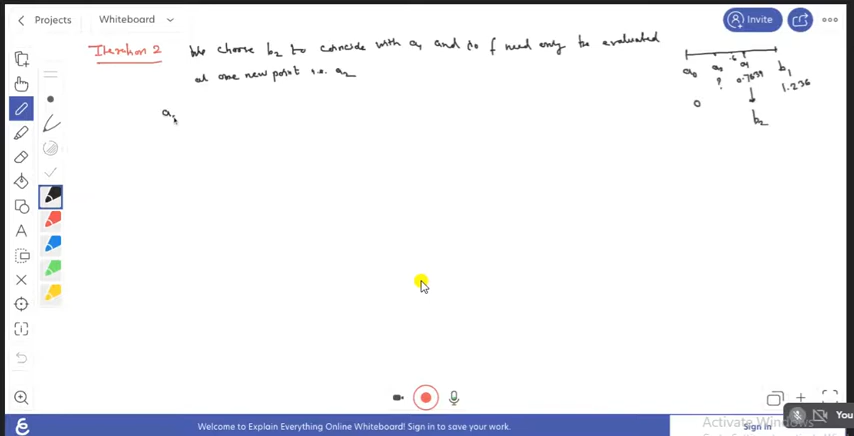 Projects
Whiteboard
Invite
Iteration 2 We choose b2 to coincide with a1 and so f need only be evaluated
at one new point i.e. a2
a0 a2 .6 a1 b1
? 0.7639 1.236
0 b2
a
Welcome to Explain Everything Online Whiteboard! Sign in to save your work.
Sign in
Activate Windows
You